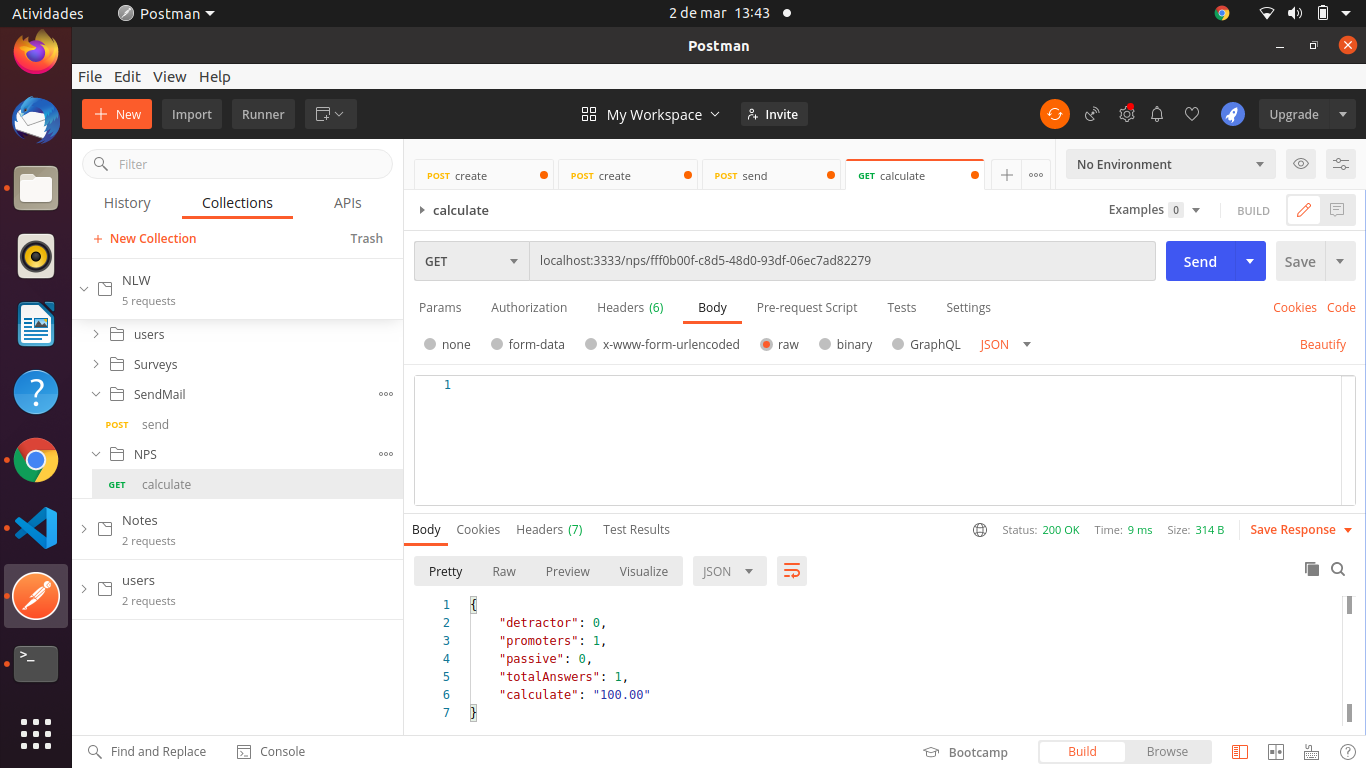 Atividades
Postman
2 de mar 13:43
Postman
File Edit View Help
+ New
Import
Runner
My Workspace
Invite
Upgrade
Filter
History
Collections
APIs
+ New Collection
Trash
NLW
5 requests
users
Surveys
SendMail
POST send
NPS
GET calculate
Notes
2 requests
users
2 requests
POST create
POST create
POST send
GET calculate
No Environment
calculate
Examples 0
BUILD
GET
localhost:3333/nps/fff0b00f-c8d5-48d0-93df-06ec7ad82279
Send
Save
Params
Authorization
Headers (6)
Body
Pre-request Script
Tests
Settings
Cookies
Code
none
form-data
x-www-form-urlencoded
raw
binary
GraphQL
JSON
Beautify
1
Body
Cookies
Headers (7)
Test Results
Status: 200 OK
Time: 9 ms
Size: 314 B
Save Response
Pretty
Raw
Preview
Visualize
JSON
1 {
2 "detractor": 0,
3 "promoters": 1,
4 "passive": 0,
5 "totalAnswers": 1,
6 "calculate": "100.00"
7 }
>_
Find and Replace
Console
Bootcamp
Build
Browse